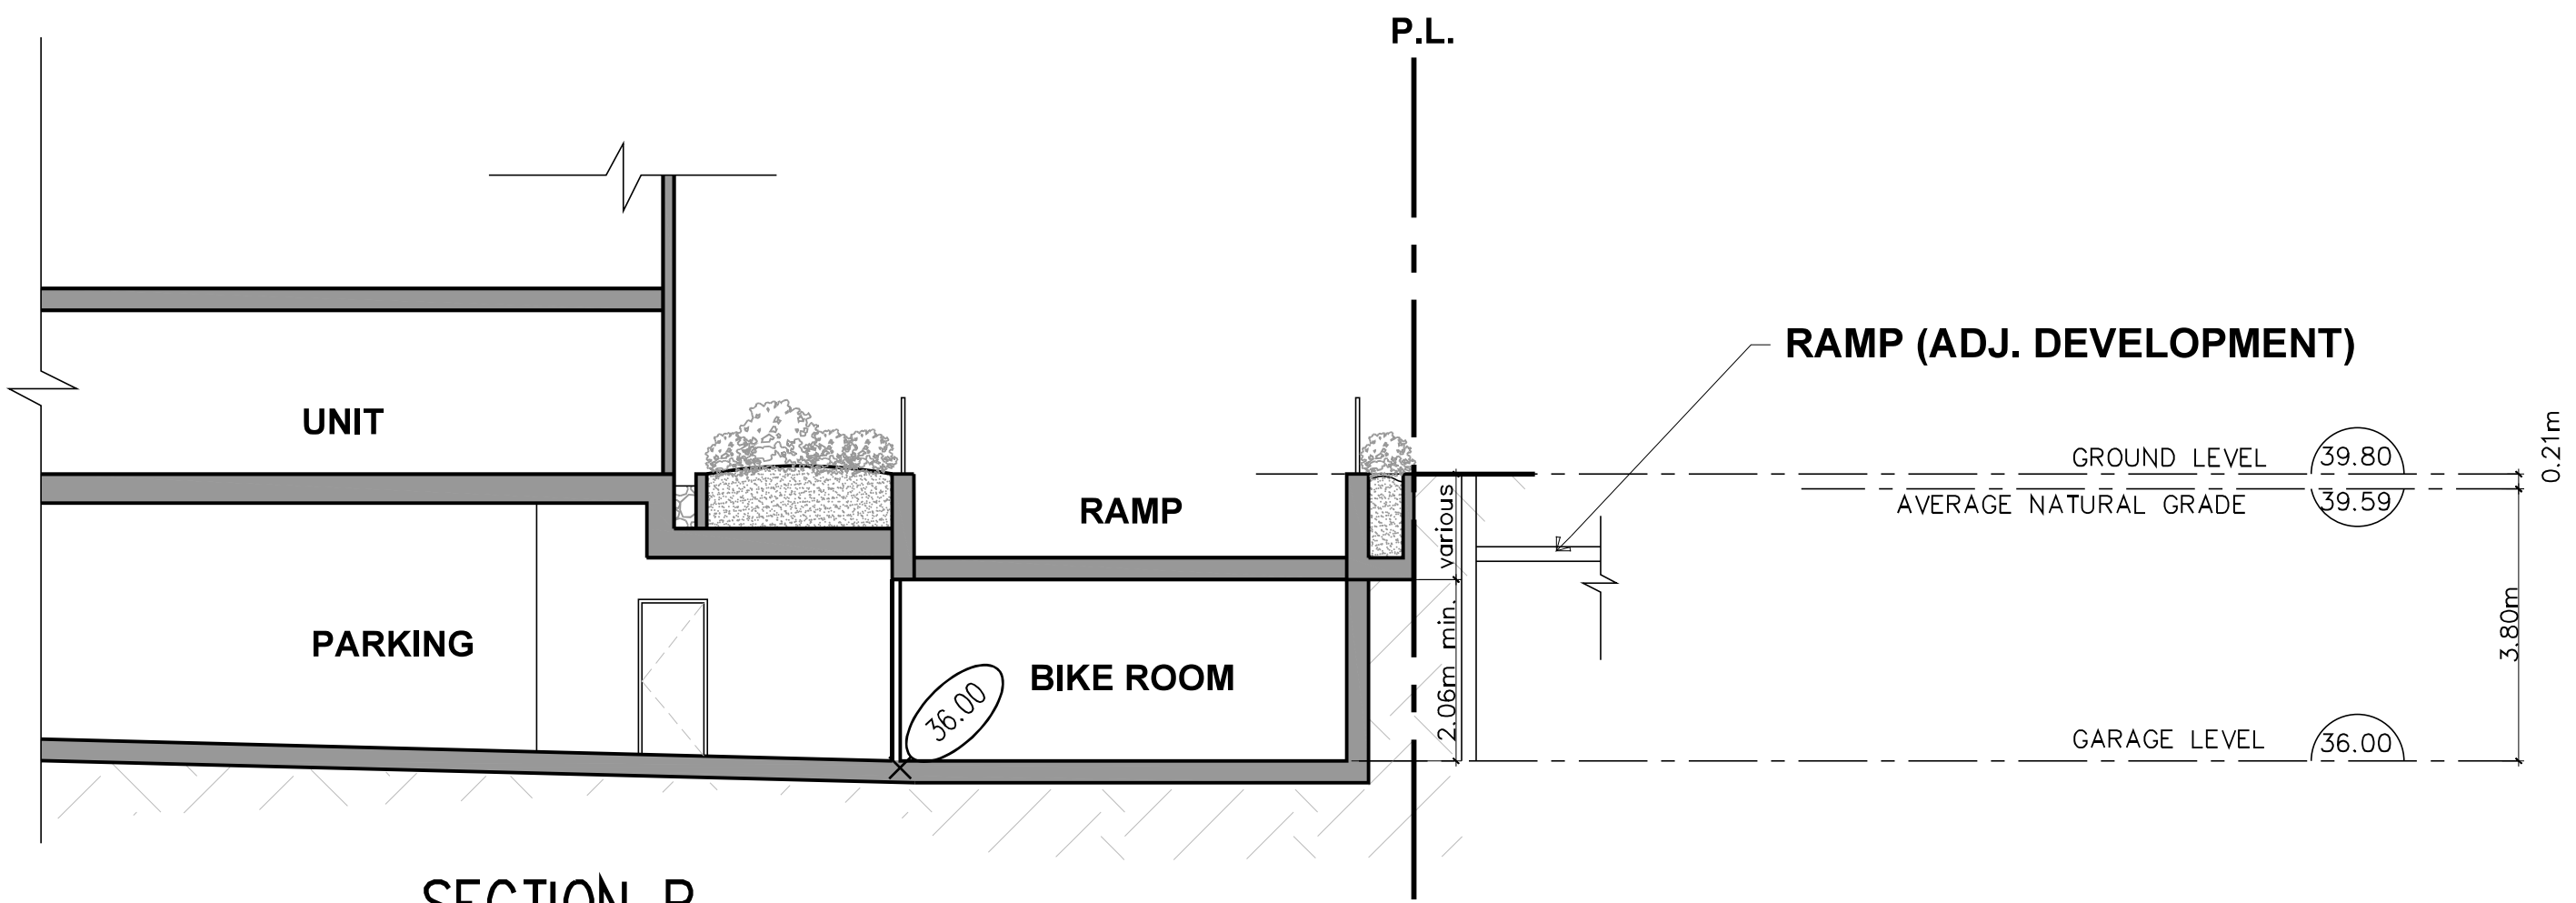 P.L.
RAMP (ADJ. DEVELOPMENT)
UNIT
GROUND LEVEL 39.80
0.21m
AVERAGE NATURAL GRADE 39.59
RAMP
various
PARKING
BIKE ROOM
36.00
2.06m min.
3.80m
GARAGE LEVEL 36.00
SECTION